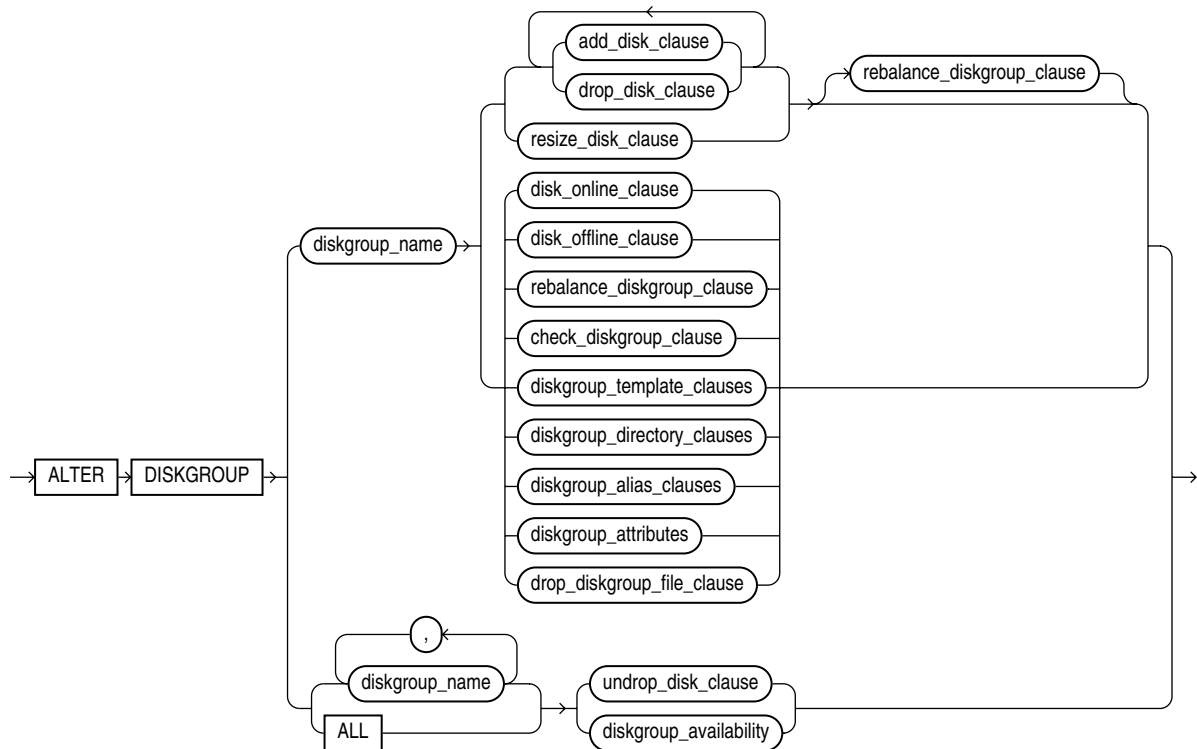 add_disk_clause
rebalance_diskgroup_clause
drop_disk_clause
resize_disk_clause
disk_online_clause
diskgroup_name
disk_offline_clause
rebalance_diskgroup_clause
check_diskgroup_clause
diskgroup_template_clauses
diskgroup_directory_clauses
ALTER DISKGROUP
diskgroup_alias_clauses
diskgroup_attributes
drop_diskgroup_file_clause
,
diskgroup_name
undrop_disk_clause
ALL
diskgroup_availability